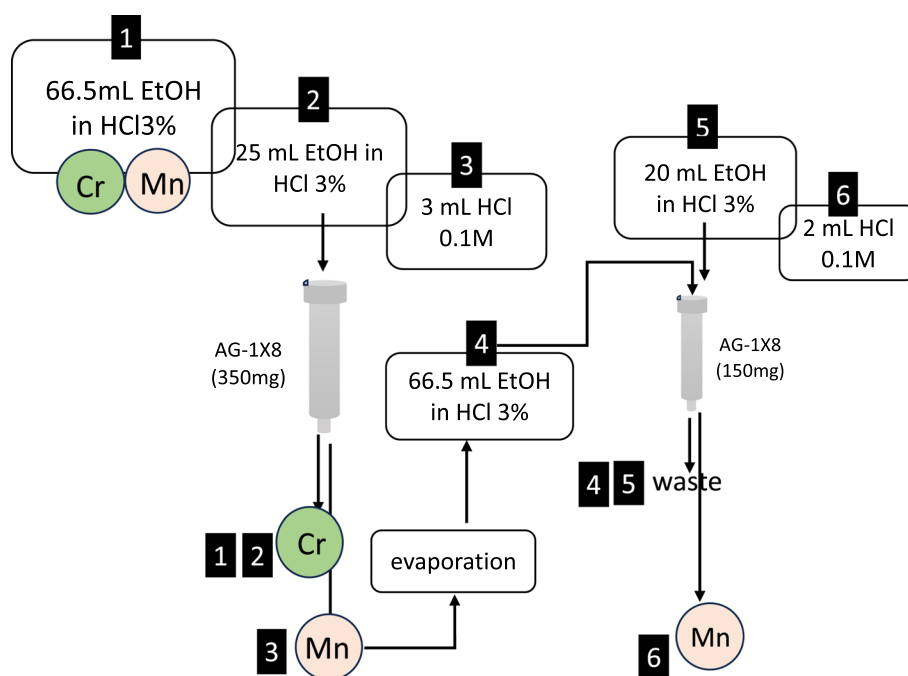 1
66.5mL EtOH
in HCl3%
Cr
Mn
2
25 mL EtOH in
HCl 3%
3
3 mL HCl
0.1M
AG-1X8
(350mg)
1 2
Cr
3
Mn
evaporation
4
66.5 mL EtOH
in HCl 3%
5
20 mL EtOH
in HCl 3%
6
2 mL HCl
0.1M
AG-1X8
(150mg)
4 5 waste
6
Mn